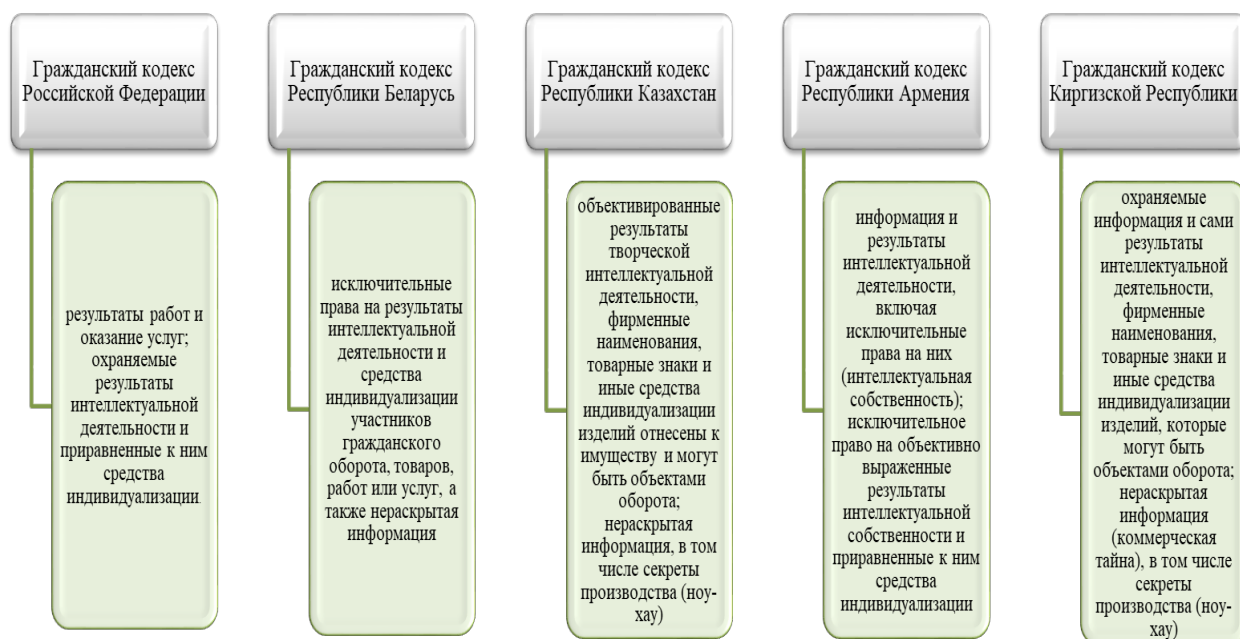 Гражданский кодекс
Российской Федерации
результаты работ и
оказание услуг;
охраняемые
результаты
интеллектуальной
деятельности и
приравненные к ним
средства
индивидуализации.
Гражданский кодекс
Республики Беларусь
исключительные
права на результаты
интеллектуальной
деятельности и
средства
индивидуализации
участников
гражданского
оборота, товаров,
работ или услуг, а
также нераскрытая
информация
Гражданский кодекс
Республики Казахстан
объективированные
результаты
творческой
интеллектуальной
деятельности,
фирменные
наименования,
товарные знаки и
иные средства
индивидуализации
изделий отнесены к
имуществу и могут
быть объектами
оборота;
нераскрытая
информация, в том
числе секреты
производства (ноу-
хау)
Гражданский кодекс
Республики Армения
информация и
результаты
интеллектуальной
деятельности,
включая
исключительные
права на них
(интеллектуальная
собственность);
исключительное
право на объективно
выраженные
результаты
интеллектуальной
собственности и
приравненные к ним
средства
индивидуализации
Гражданский кодекс
Киргизской Республики
охраняемые
информация и сами
результаты
интеллектуальной
деятельности,
фирменные
наименования,
товарные знаки и
иные средства
индивидуализации
изделий, которые
могут быть
объектами оборота;
нераскрытая
информация
(коммерческая
тайна), в том числе
секреты
производства (ноу-
хау)